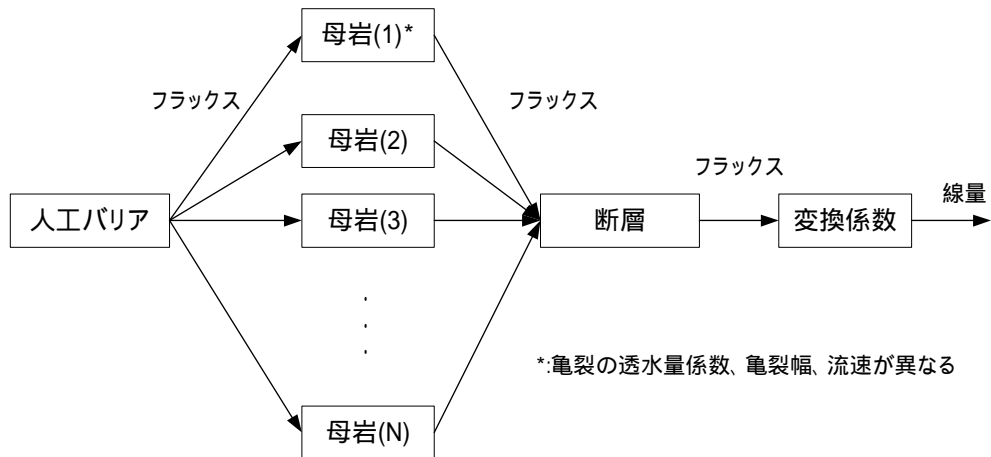 母岩(1)*
フラックス
フラックス
母岩(2)
フラックス
人工バリア
母岩(3)
断層
変換係数
線量
・
・
・
*:亀裂の透水量係数、亀裂幅、流速が異なる
母岩(N)